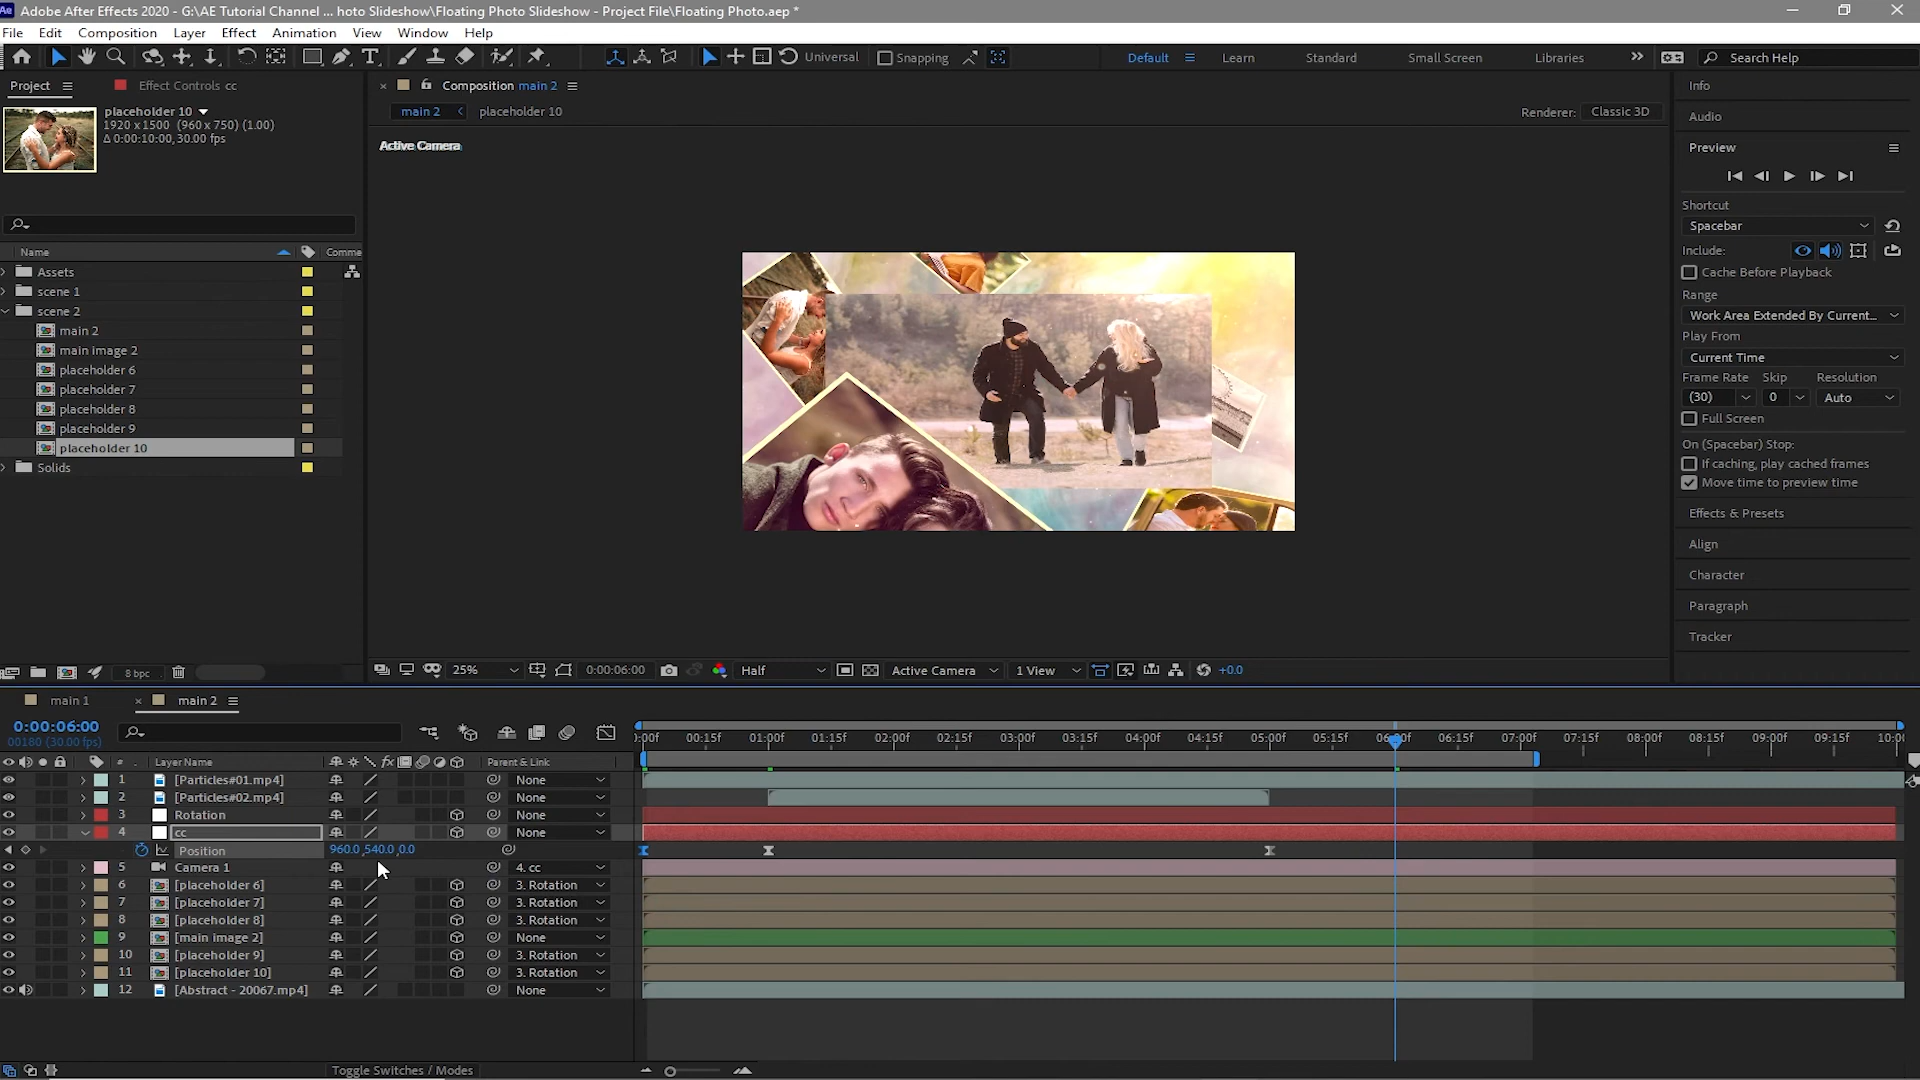 Adobe After Effects 2020 - G:\AE Tutorial Channel ... hoto Slideshow\Floating Photo Slideshow - Project File\Floating Photo.aep *
File Edit Composition Layer Effect Animation View Window Help
Universal Snapping Default Learn Standard Small Screen Libraries Search Help
Project Effect Controls cc
placeholder 10
1920 x 1500 (960 x 750) (1.00)
Δ 0:00:10:00, 30.00 fps
Name Comme
Assets
scene 1
scene 2
main 2
main image 2
placeholder 6
placeholder 7
placeholder 8
placeholder 9
placeholder 10
Solids
8 bpc
Composition main 2
main 2 placeholder 10
Renderer: Classic 3D
Active Camera
25% 0:00:06:00 Half Active Camera 1 View +0.0
Info
Audio
Preview
Shortcut
Spacebar
Include:
Cache Before Playback
Range
Work Area Extended By Current...
Play From
Current Time
Frame Rate Skip Resolution
(30) 0 Auto
Full Screen
On (Spacebar) Stop:
If caching, play cached frames
Move time to preview time
Effects & Presets
Align
Character
Paragraph
Tracker
main 1 main 2
0:00:06:00
00180 (30.00 fps)
):00f 00:15f 01:00f 01:15f 02:00f 02:15f 03:00f 03:15f 04:00f 04:15f 05:00f 05:15f 06:00f 06:15f 07:00f 07:15f 08:00f 08:15f 09:00f 09:15f 10:0
# Layer Name Parent & Link
1 [Particles#01.mp4] None
2 [Particles#02.mp4] None
3 Rotation None
4 cc None
Position 960.0,540.0,0.0
5 Camera 1 4. cc
6 [placeholder 6] 3. Rotation
7 [placeholder 7] 3. Rotation
8 [placeholder 8] 3. Rotation
9 [main image 2] None
10 [placeholder 9] 3. Rotation
11 [placeholder 10] 3. Rotation
12 [Abstract - 20067.mp4] None
Toggle Switches / Modes